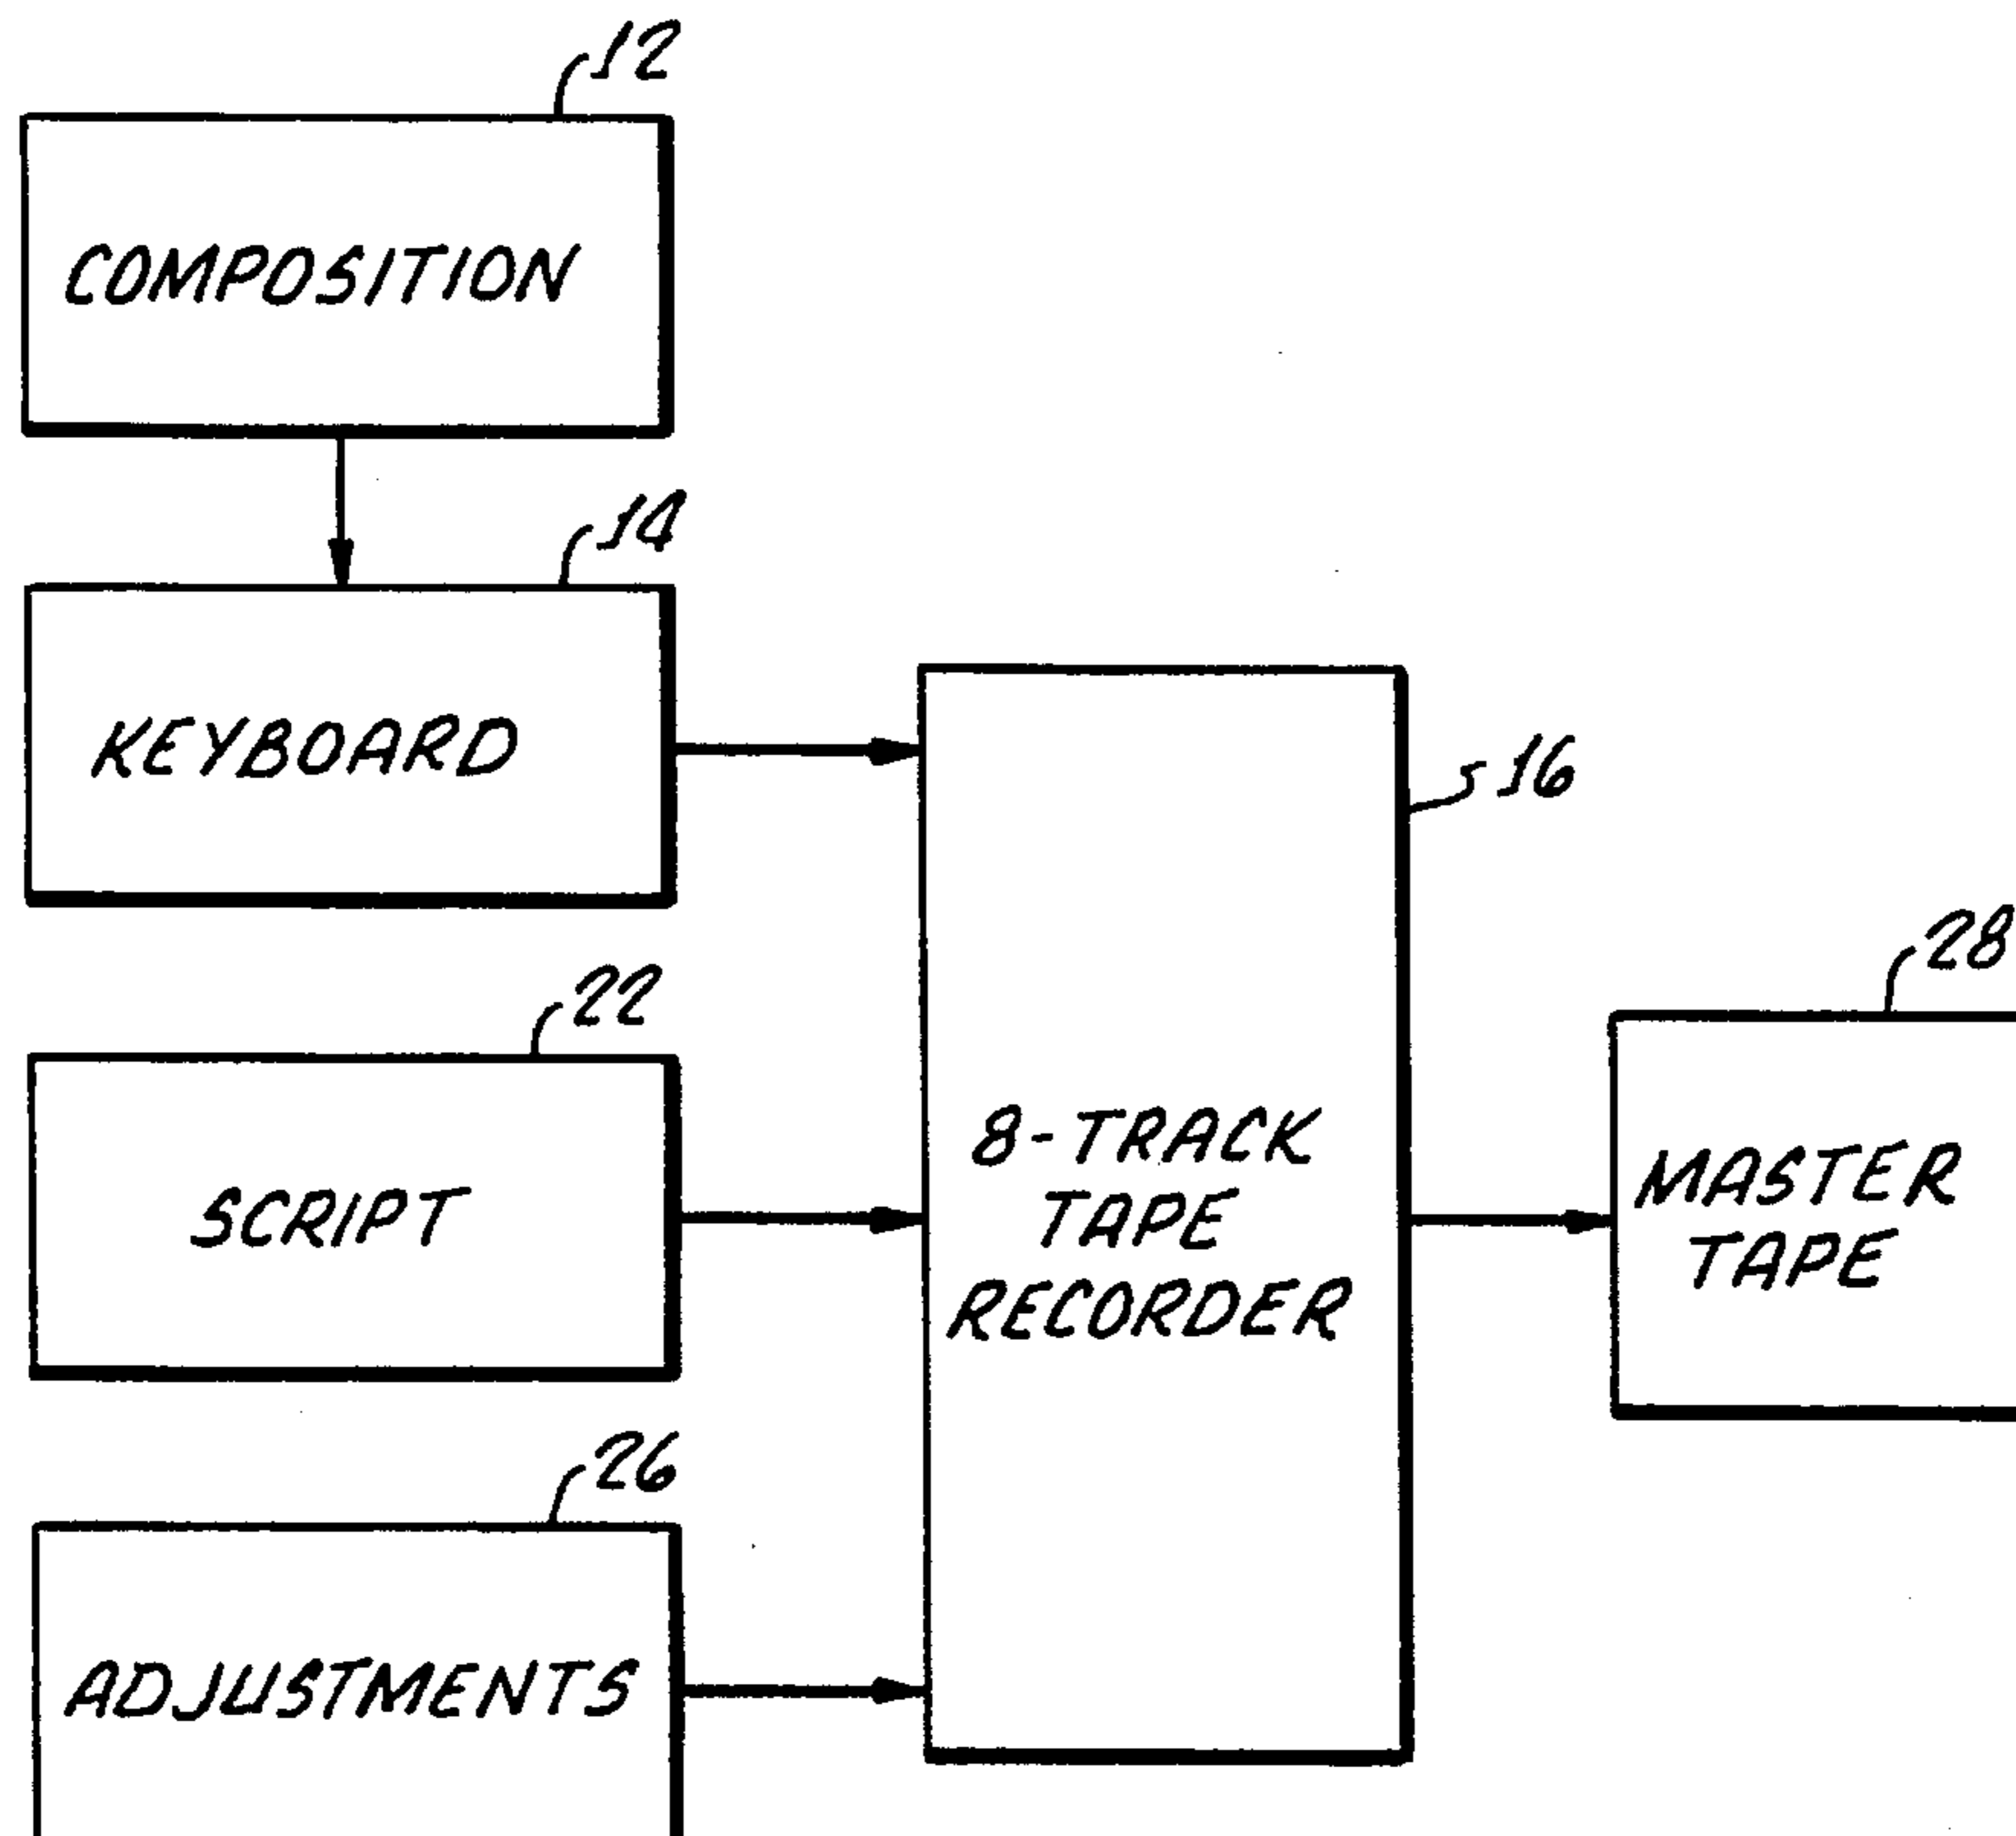 12
COMPOSITION
14
KEYBOARD
16
22
SCRIPT
8-TRACK
TAPE
RECORDER
28
MASTER
TAPE
26
ADJUSTMENTS